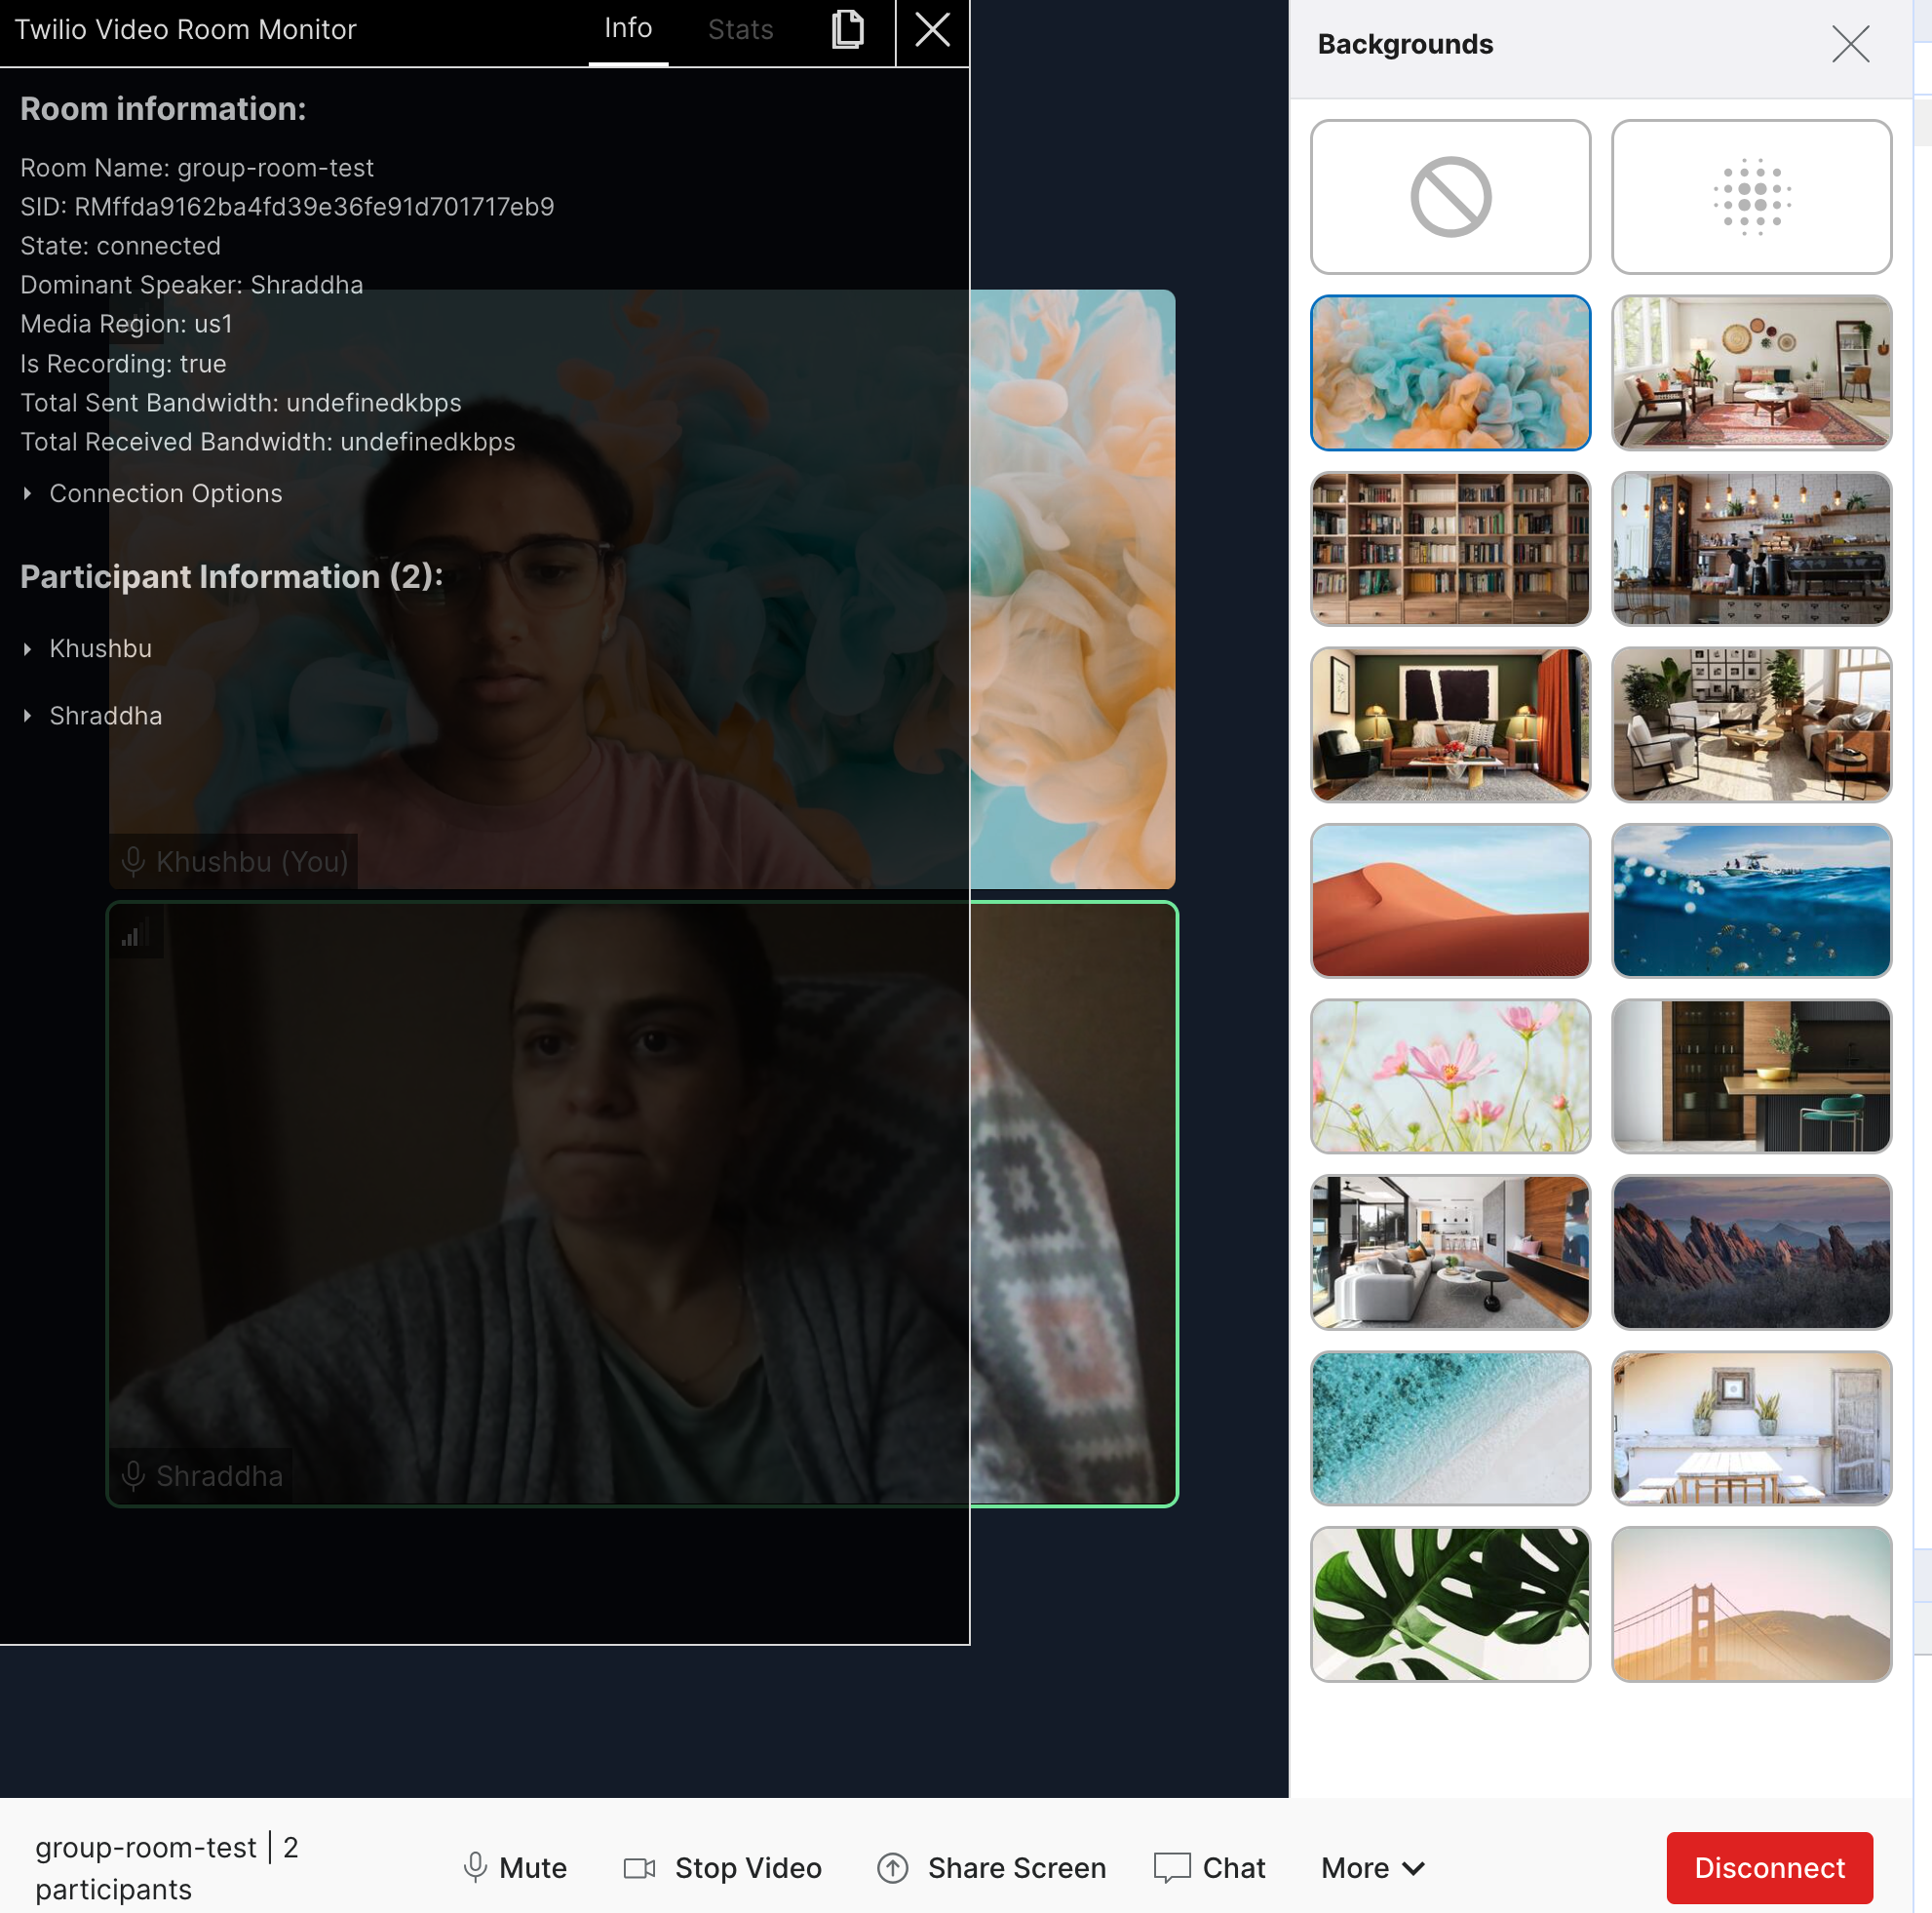 Twilio Video Room Monitor
Info
Stats
Room information:
Room Name: group-room-test
SID: RMffda9162ba4fd39e36fe91d701717eb9
State: connected
Dominant Speaker: Shraddha
Media Region: us1
Is Recording: true
Total Sent Bandwidth: undefinedkbps
Total Received Bandwidth: undefinedkbps
Connection Options
Participant Information (2):
Khushbu
Shraddha
Khushbu (You)
Shraddha
Backgrounds
group-room-test | 2
participants
Mute
Stop Video
Share Screen
Chat
More
Disconnect